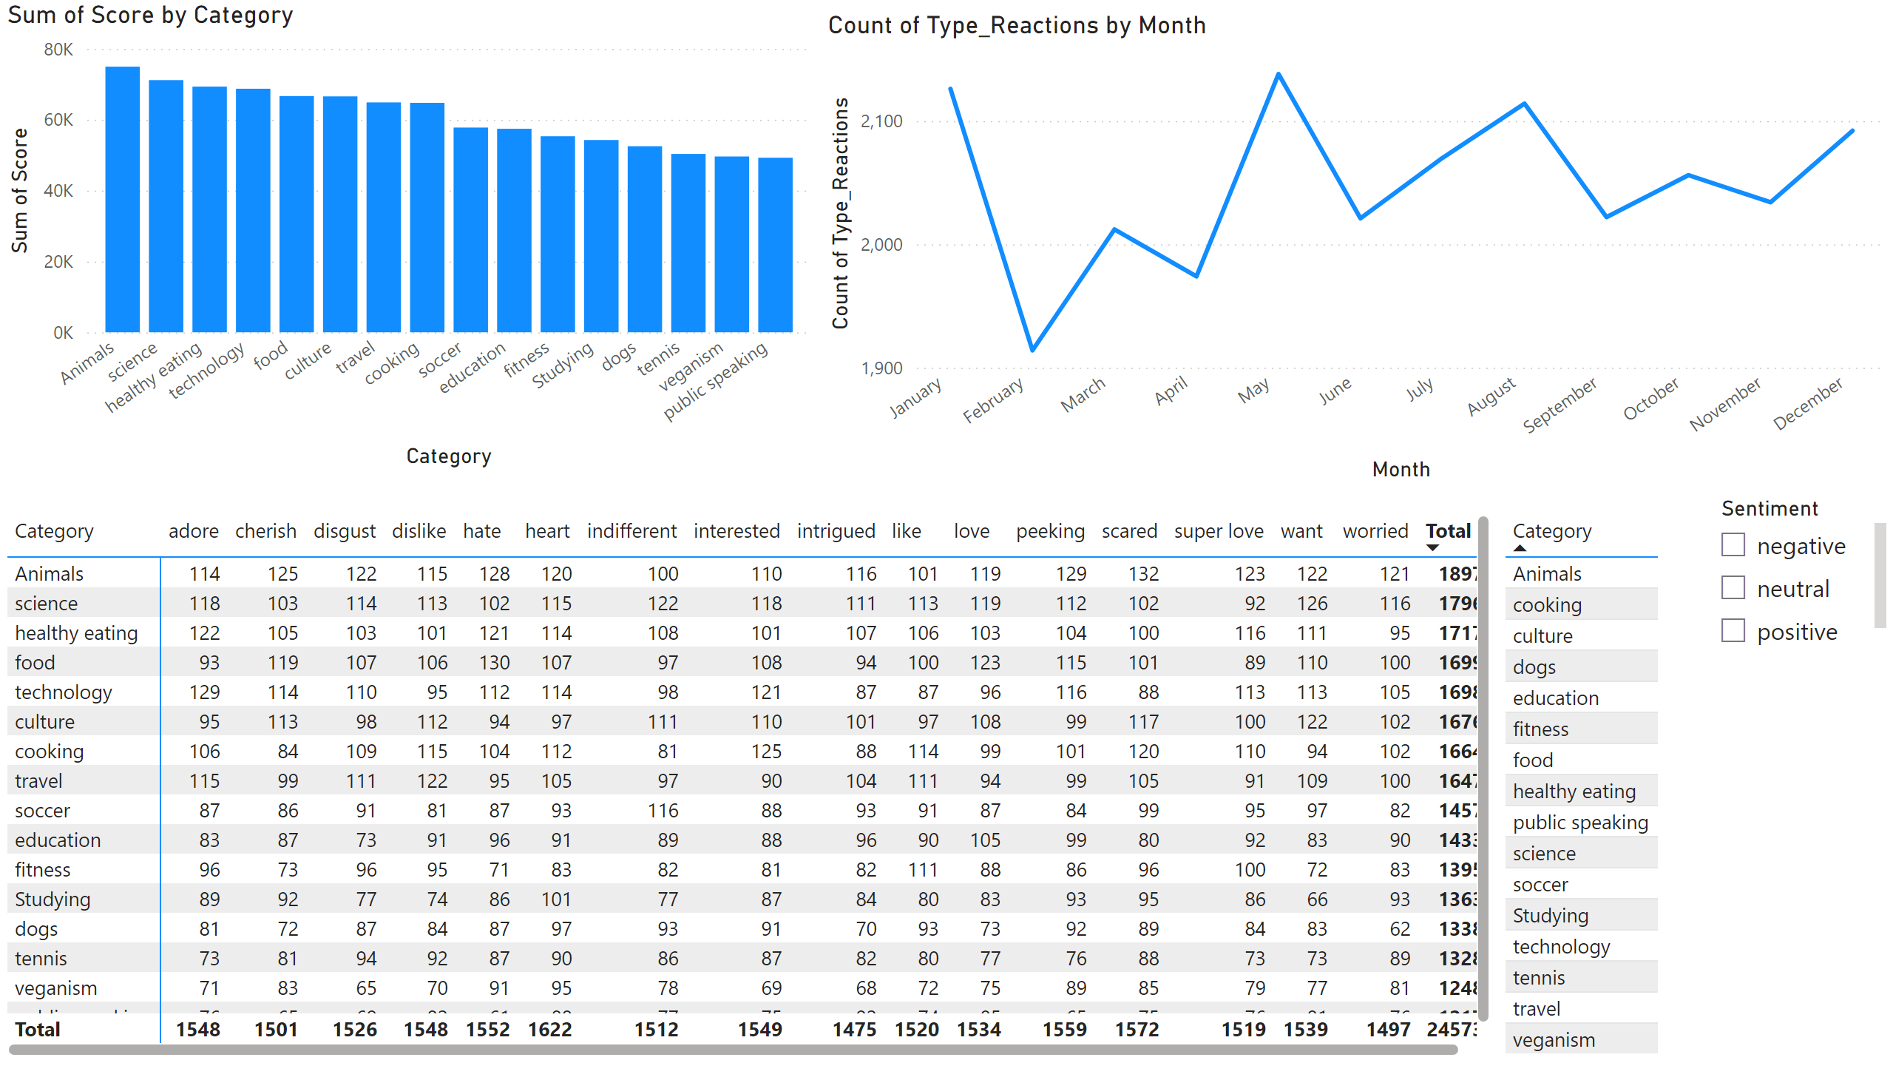 Sum of Score by Category
Sum of Score
80K
60K
40K
20K
0K
Animals
science
healthy eating
technology
food
culture
travel
cooking
soccer
education
fitness
Studying
dogs
tennis
veganism
public speaking
Category
Count of Type_Reactions by Month
Count of Type_Reactions
2,100
2,000
1,900
January
February
March
April
May
June
July
August
September
October
November
December
Month
Category adore cherish disgust dislike hate heart indifferent interested intrigued like love peeking scared super love want worried Total
Animals 114 125 122 115 128 120 100 110 116 101 119 129 132 123 122 121 1897
science 118 103 114 113 102 115 122 118 111 113 119 112 102 92 126 116 1796
healthy eating 122 105 103 101 121 114 108 101 107 106 103 104 100 116 111 95 1717
food 93 119 107 106 130 107 97 108 94 100 123 115 101 89 110 100 1699
technology 129 114 110 95 112 114 98 121 87 87 96 116 88 113 113 105 1698
culture 95 113 98 112 94 97 111 110 101 97 108 99 117 100 122 102 1676
cooking 106 84 109 115 104 112 81 125 88 114 99 101 120 110 94 102 1664
travel 115 99 111 122 95 105 97 90 104 111 94 99 105 91 109 100 1647
soccer 87 86 91 81 87 93 116 88 93 91 87 84 99 95 97 82 1457
education 83 87 73 91 96 91 89 88 96 90 105 99 80 92 83 90 1433
fitness 96 73 96 95 71 83 82 81 82 111 88 86 96 100 72 83 1395
Studying 89 92 77 74 86 101 77 87 84 80 83 93 95 86 66 93 1363
dogs 81 72 87 84 87 97 93 91 70 93 73 92 89 84 83 62 1338
tennis 73 81 94 92 87 90 86 87 82 80 77 76 88 73 73 89 1328
veganism 71 83 65 70 91 95 78 69 68 72 75 89 85 79 77 81 1248
Total 1548 1501 1526 1548 1552 1622 1512 1549 1475 1520 1534 1559 1572 1519 1539 1497 24573
Category
Animals
cooking
culture
dogs
education
fitness
food
healthy eating
public speaking
science
soccer
Studying
technology
tennis
travel
veganism
Sentiment
negative
neutral
positive